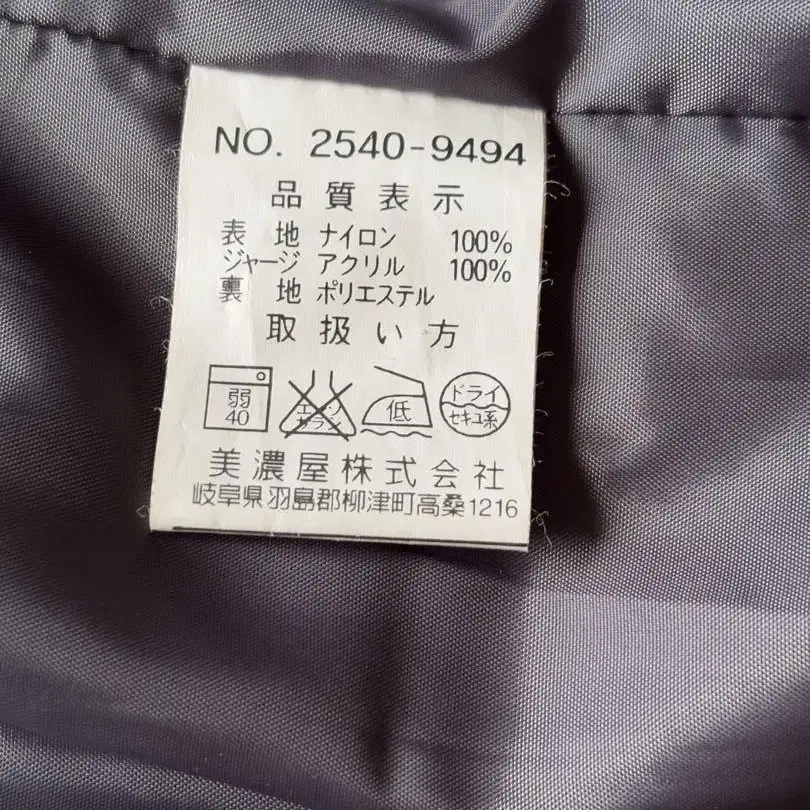 NO. 2540-9494
品質表示
表 地 ナイロン 100%
ジャージ アクリル 100%
裏 地 ポリエステル
取扱い方
弱 40 エンソ サラシ 低 ドライ セキユ系
美濃屋株式会社
岐阜県羽島郡柳津町高桑1216